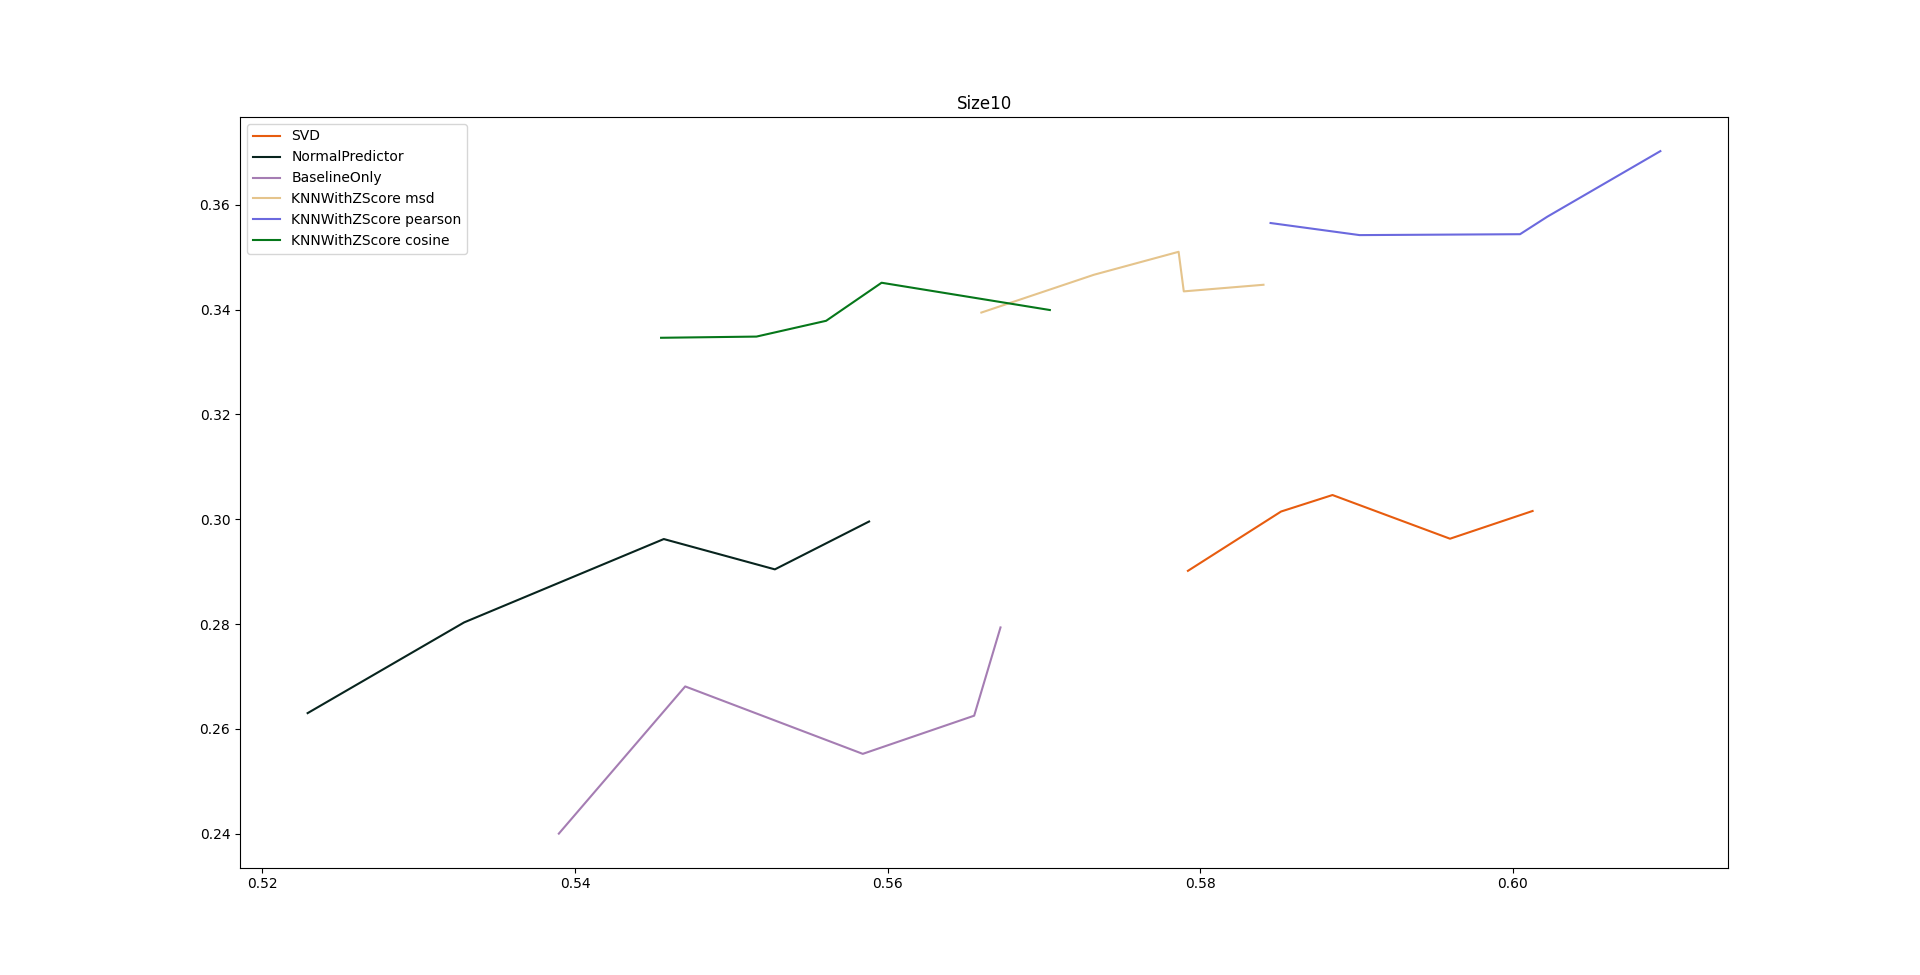 Size10
SVD
NormalPredictor
BaselineOnly
KNNWithZScore msd
KNNWithZScore pearson
KNNWithZScore cosine
0.36
0.34
0.32
0.30
0.28
0.26
0.24
0.52 0.54 0.56 0.58 0.60